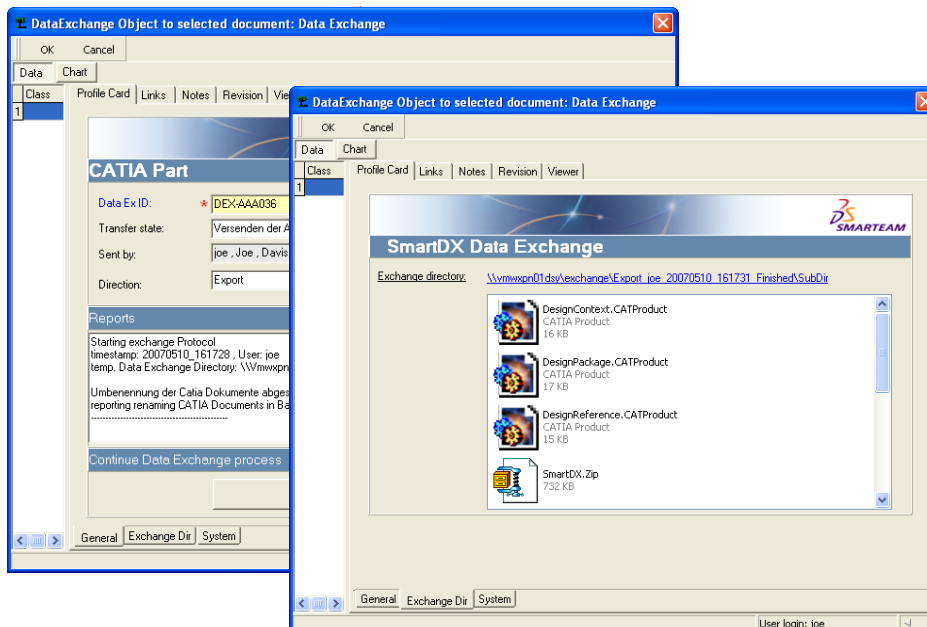 DataExchange Object to selected document: Data Exchange
OK Cancel
Data Chart
Class Profile Card Links Notes Revision
1
CATIA Part
Data Ex ID: * DEX-AAA036
Transfer state: Versenden der
Sent by: joe , Joe , Davis
Direction: Export
Reports
Starting exchange Protocol
timestamp: 20070510_161728 , User: joe
temp. Data Exchange Directory:
Umbenennung der Catia Dokumente
reporting renaming CATIA Documents in
--------------------------------------------
Continue Data Exchange process
General Exchange Dir System
DataExchange Object to selected document: Data Exchange
OK Cancel
Data Chart
Class Profile Card Links Notes Revision Viewer
1
SMARTEAM
SmartDX Data Exchange
Exchange directory: \\vmwxpn01dsy\exchange\Export_joe_20070510_161731_Finished\SubDir
DesignContext.CATProduct
CATIA Product
16 KB
DesignPackage.CATProduct
CATIA Product
17 KB
DesignReference.CATProduct
CATIA Product
15 KB
SmartDX.Zip
732 KB
General Exchange Dir System
User login: joe